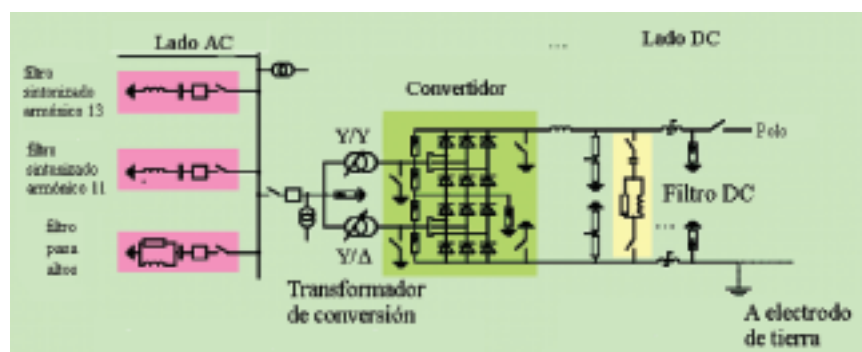 Lado AC
...
Lado DC
filtro
sintonizado
armónico 13
Convertidor
Y/Y
Polo
filtro
sintonizado
armónico 11
Filtro DC
...
filtro
para
altos
Y/Δ
Transformador
de conversión
A electrodo
de tierra